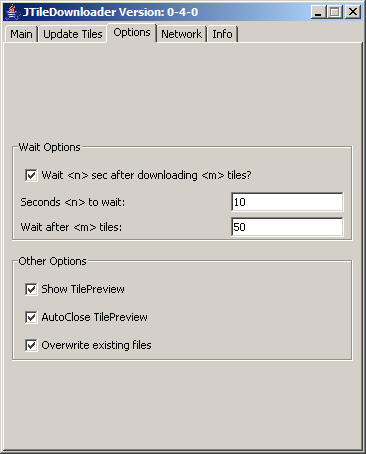 JTileDownloader Version: 0-4-0
Main Update Tiles Options Network Info
Wait Options
Wait <n> sec after downloading <m> tiles?
Seconds <n> to wait: 10
Wait after <m> tiles: 50
Other Options
Show TilePreview
AutoClose TilePreview
Overwrite existing files